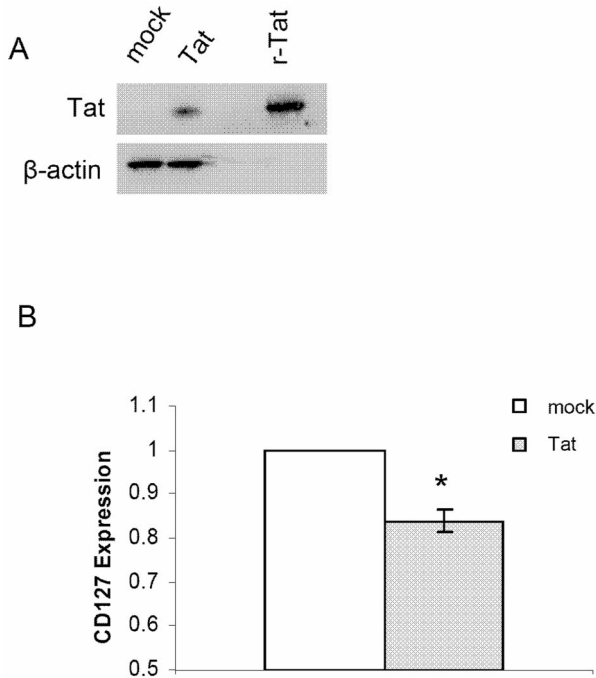 A
mock
Tat
r-Tat
Tat
β-actin
B
1.1
1
0.9
0.8
0.7
0.6
0.5
CD127 Expression
*
mock
Tat